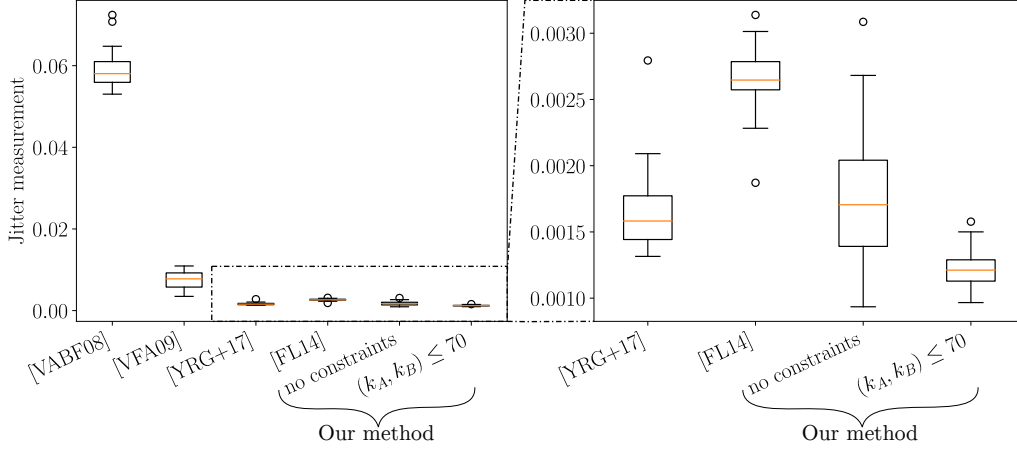 Jitter measurement
0.06
0.04
0.02
0.00
[VABF08]
[VFA09]
[YRG+17]
[FL14]
no constraints
(k_A, k_B) ≤ 70
Our method
0.0030
0.0025
0.0020
0.0015
0.0010
[YRG+17]
[FL14]
no constraints
(k_A, k_B) ≤ 70
Our method